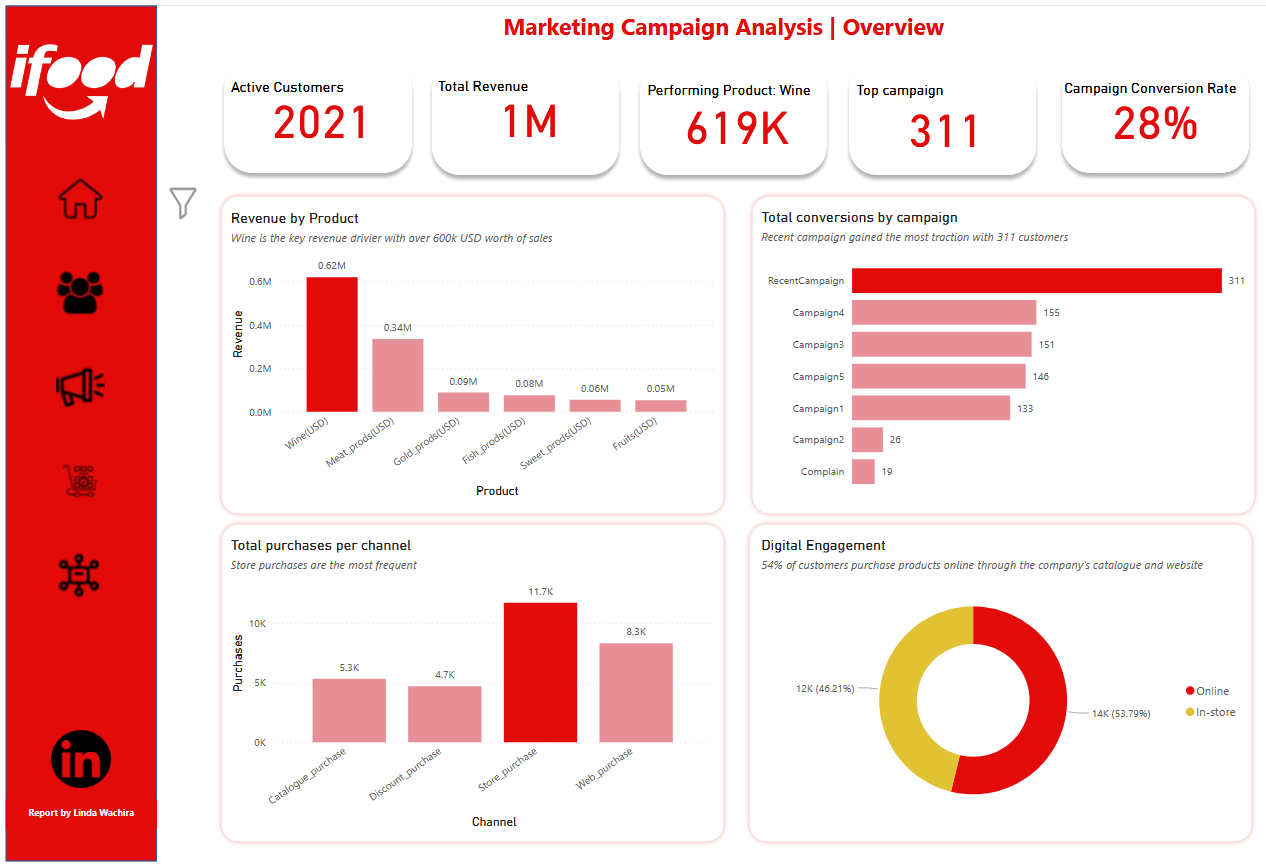 Marketing Campaign Analysis | Overview
ifood
Active Customers
2021
Total Revenue
1M
Performing Product: Wine
619K
Top campaign
311
Campaign Conversion Rate
28%
Revenue by Product
Wine is the key revenue drivier with over 600k USD worth of sales
Revenue
0.6M
0.4M
0.2M
0.0M
0.62M
0.34M
0.09M
0.08M
0.06M
0.05M
Wine(USD)
Meat_prods(USD)
Gold_prods(USD)
Fish_prods(USD)
Sweet_prods(USD)
Fruits(USD)
Product
Total conversions by campaign
Recent campaign gained the most traction with 311 customers
RecentCampaign 311
Campaign4 155
Campaign3 151
Campaign5 146
Campaign1 133
Campaign2 26
Complain 19
Total purchases per channel
Store purchases are the most frequent
Purchases
10K
5K
0K
5.3K
4.7K
11.7K
8.3K
Catalogue_purchase
Discount_purchase
Store_purchase
Web_purchase
Channel
Digital Engagement
54% of customers purchase products online through the company's catalogue and website
12K (46.21%)
14K (53.79%)
Online
In-store
in
Report by Linda Wachira